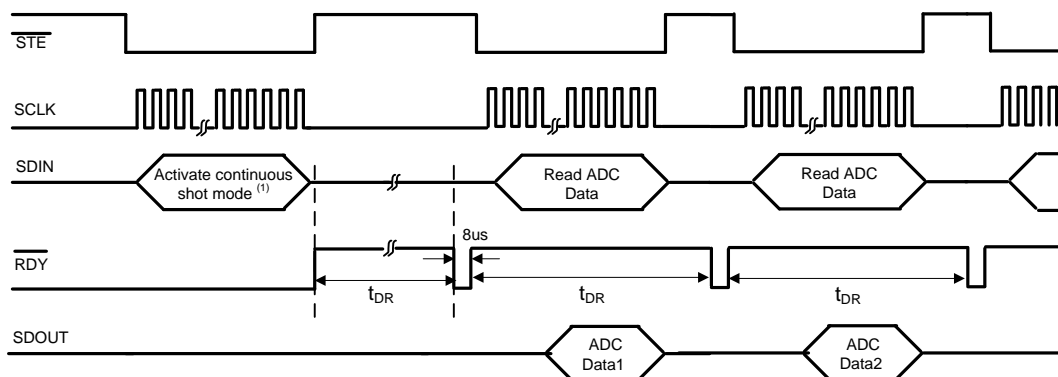 STE
SCLK
SDIN
Activate continuous
shot mode (1)
Read ADC
Data
Read ADC
Data
8us
RDY
tDR
tDR
tDR
SDOUT
ADC
Data1
ADC
Data2